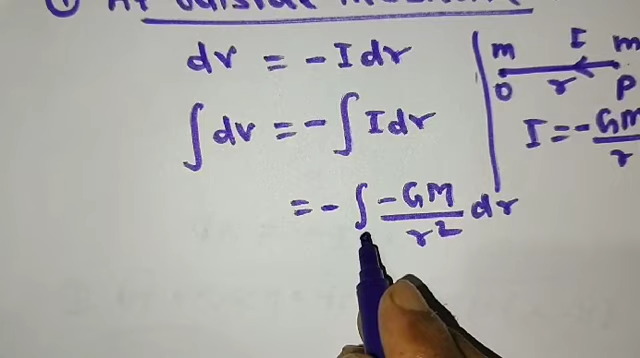 dv = - I dr
∫dv = - ∫ I dr
= - ∫ -GM/r² dr
m I m
O r P
I = - GM/r